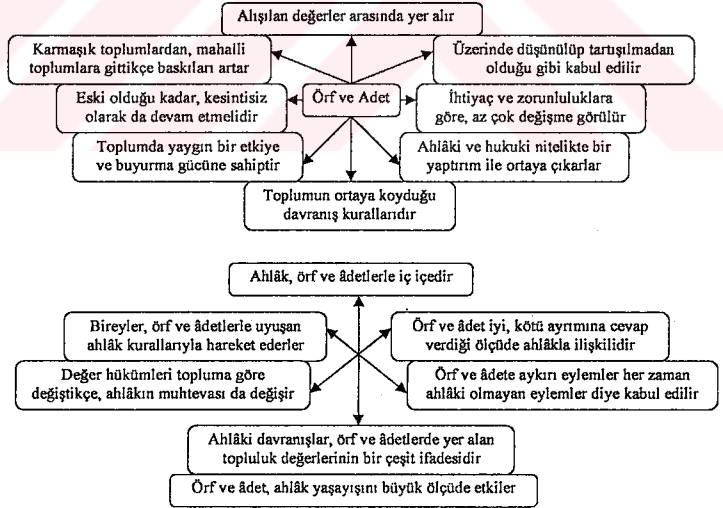 Alışılan değerler arasında yer alır
Karmaşık toplumlardan, mahalli
toplumlara gittikçe baskıları artar
Üzerinde düşünülüp tartışılmadan
olduğu gibi kabul edilir
Eski olduğu kadar, kesintisiz
olarak da devam etmelidir
Örf ve Adet
İhtiyaç ve zorunluluklara
göre, az çok değişme görülür
Toplumda yaygın bir etkiye
ve buyurma gücüne sahiptir
Ahlâki ve hukuki nitelikte bir
yaptırım ile ortaya çıkarlar
Toplumun ortaya koyduğu
davranış kurallarıdır
Ahlâk, örf ve âdetlerle iç içedir
Bireyler, örf ve âdetlerle uyuşan
ahlâk kurallarıyla hareket ederler
Örf ve âdet iyi, kötü ayrımına cevap
verdiği ölçüde ahlâkla ilişkilidir
Değer hükümleri topluma göre
değiştikçe, ahlâkın muhtevası da değişir
Örf ve âdete aykırı eylemler her zaman
ahlâki olmayan eylemler diye kabul edilir
Ahlâki davranışlar, örf ve âdetlerde yer alan
topluluk değerlerinin bir çeşit ifadesidir
Örf ve âdet, ahlak yaşayışını büyük ölçüde etkiler